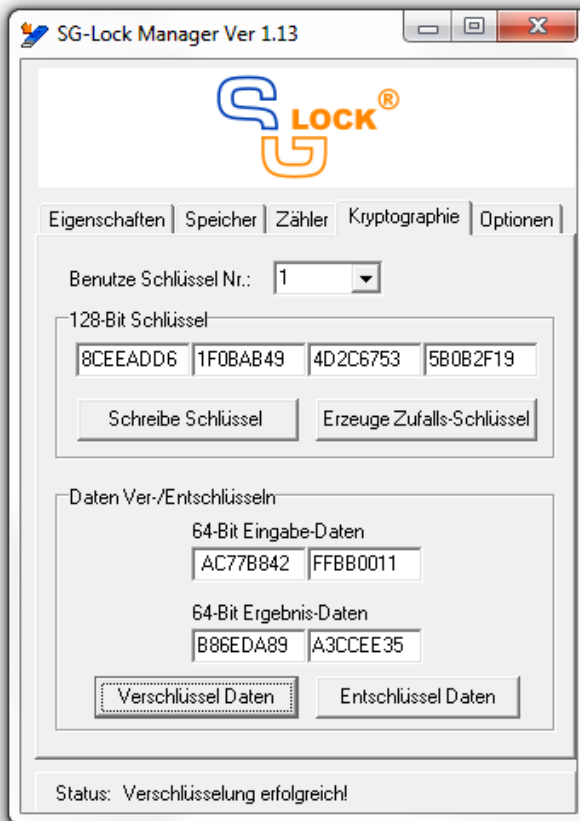 SG-Lock Manager Ver 1.13
SG LOCK®
Eigenschaften Speicher Zähler Kryptographie Optionen
Benutze Schlüssel Nr.: 1
128-Bit Schlüssel
8CEEADD6 1F0BAB49 4D2C6753 5B0B2F19
Schreibe Schlüssel Erzeuge Zufalls-Schlüssel
Daten Ver-/Entschlüsseln
64-Bit Eingabe-Daten
AC77B842 FFBB0011
64-Bit Ergebnis-Daten
B86EDA89 A3CCEE35
Verschlüssel Daten Entschlüssel Daten
Status: Verschlüsselung erfolgreich!